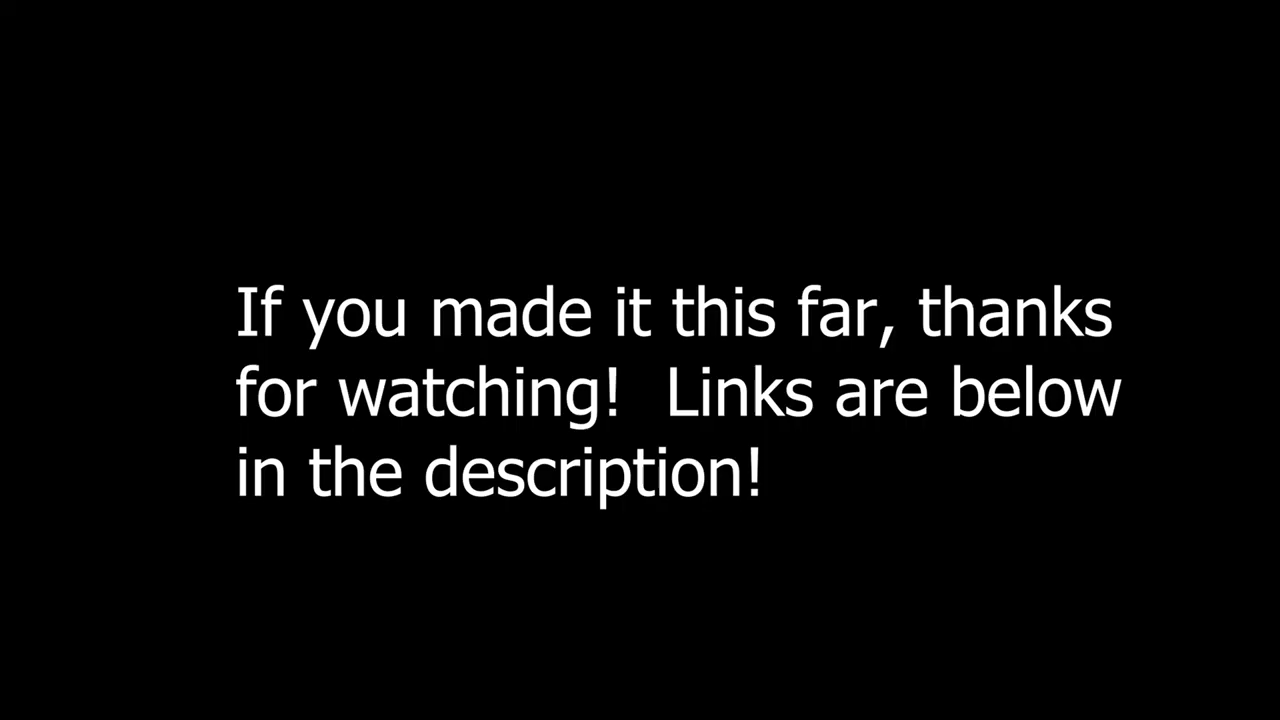 If you made it this far, thanks
for watching!  Links are below
in the description!